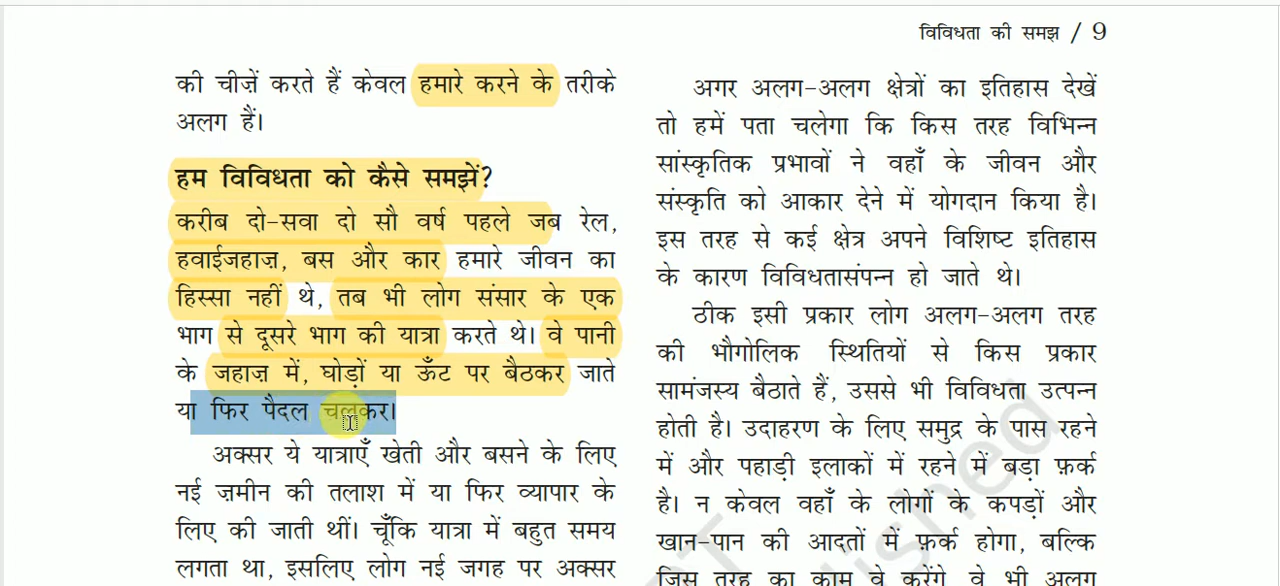 विविधता की समझ / 9
की चीज़ें करते हैं केवल हमारे करने के तरीके
अलग हैं।
हम विविधता को कैसे समझें?
करीब दो-सवा दो सौ वर्ष पहले जब रेल,
हवाईजहाज़, बस और कार हमारे जीवन का
हिस्सा नहीं थे, तब भी लोग संसार के एक
भाग से दूसरे भाग की यात्रा करते थे। वे पानी
के जहाज़ में, घोड़ों या ऊँट पर बैठकर जाते
या फिर पैदल चलकर।
अक्सर ये यात्राएँ खेती और बसने के लिए
नई ज़मीन की तलाश में या फिर व्यापार के
लिए की जाती थीं। चूँकि यात्रा में बहुत समय
लगता था, इसलिए लोग नई जगह पर अक्सर
अगर अलग-अलग क्षेत्रों का इतिहास देखें
तो हमें पता चलेगा कि किस तरह विभिन्न
सांस्कृतिक प्रभावों ने वहाँ के जीवन और
संस्कृति को आकार देने में योगदान किया है।
इस तरह से कई क्षेत्र अपने विशिष्ट इतिहास
के कारण विविधतासंपन्न हो जाते थे।
ठीक इसी प्रकार लोग अलग-अलग तरह
की भौगोलिक स्थितियों से किस प्रकार
सामंजस्य बैठाते हैं, उससे भी विविधता उत्पन्न
होती है। उदाहरण के लिए समुद्र के पास रहने
में और पहाड़ी इलाकों में रहने में बड़ा फ़र्क
है। न केवल वहाँ के लोगों के कपड़ों और
खान-पान की आदतों में फ़र्क होगा, बल्कि
जिस तरह का काम वे करेंगे, वे भी अलग